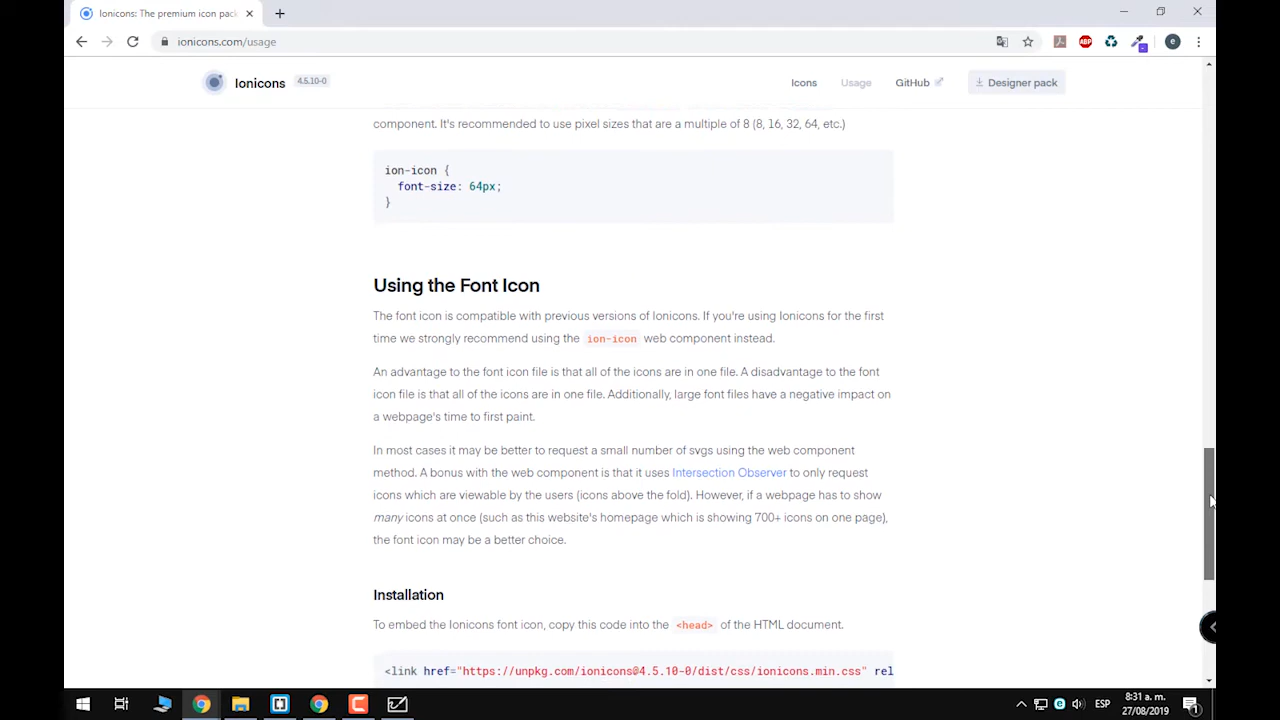 Ionicons: The premium icon pac
ionicons.com/usage
ABP
e
Ionicons 4.5.10-0 Icons Usage GitHub Designer pack
component. It's recommended to use pixel sizes that are a multiple of 8 (8, 16, 32, 64, etc.)
ion-icon {
font-size: 64px;
}
Using the Font Icon
The font icon is compatible with previous versions of Ionicons. If you're using Ionicons for the first
time we strongly recommend using the ion-icon web component instead.
An advantage to the font icon file is that all of the icons are in one file. A disadvantage to the font
icon file is that all of the icons are in one file. Additionally, large font files have a negative impact on
a webpage's time to first paint.
In most cases it may be better to request a small number of svgs using the web component
method. A bonus with the web component is that it uses Intersection Observer to only request
icons which are viewable by the users (icons above the fold). However, if a webpage has to show
many icons at once (such as this website's homepage which is showing 700+ icons on one page),
the font icon may be a better choice.
Installation
To embed the Ionicons font icon, copy this code into the <head> of the HTML document.
<link href="https://unpkg.com/ionicons@4.5.10-0/dist/css/ionicons.min.css" rel
ESP
8:31 a. m.
27/08/2019
1